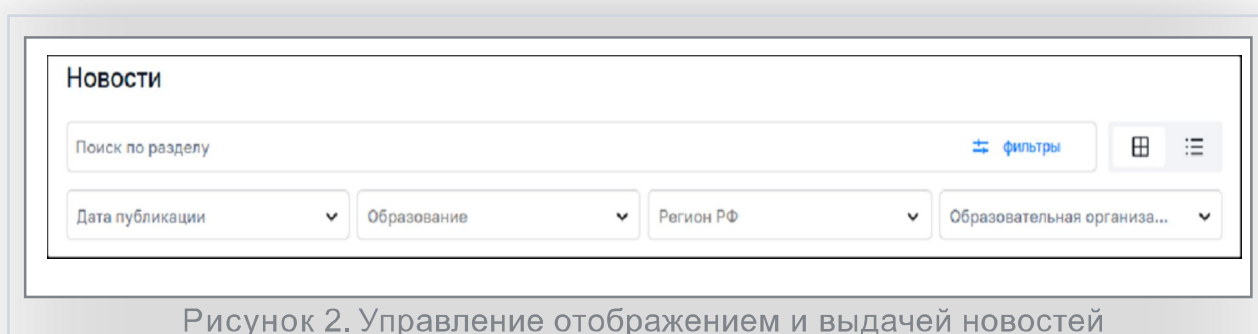 Новости
Поиск по разделу фильтры
Дата публикации Образование Регион РФ Образовательная организа...
Рисунок 2. Управление отображением и выдачей новостей